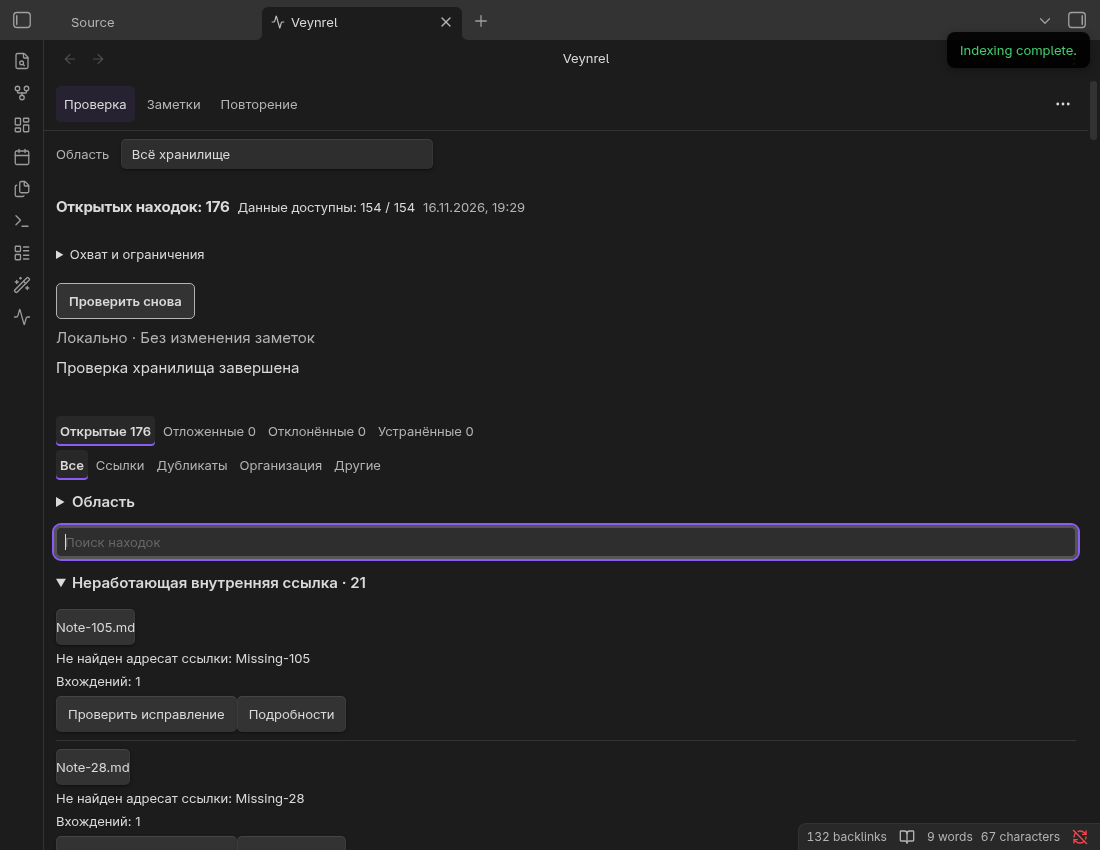 Source
Veynrel
Indexing complete.
Veynrel
Проверка Заметки Повторение
Область Всё хранилище
Открытых находок: 176 Данные доступны: 154 / 154 16.11.2026, 19:29
Охват и ограничения
Проверить снова
Локально · Без изменения заметок
Проверка хранилища завершена
Открытые 176 Отложенные 0 Отклонённые 0 Устранённые 0
Все Ссылки Дубликаты Организация Другие
Область
Поиск находок
Неработающая внутренняя ссылка · 21
Note-105.md
Не найден адресат ссылки: Missing-105
Вхождений: 1
Проверить исправление Подробности
Note-28.md
Не найден адресат ссылки: Missing-28
Вхождений: 1
132 backlinks 9 words 67 characters